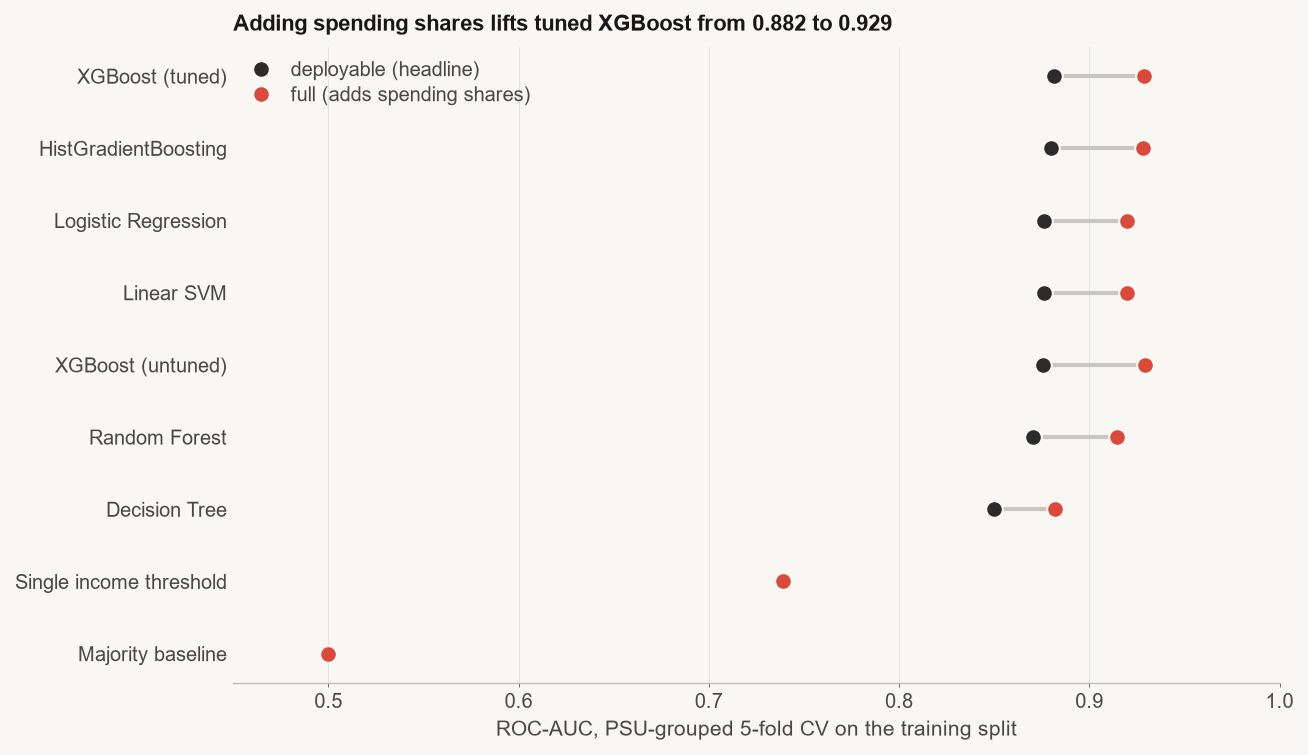 Adding spending shares lifts tuned XGBoost from 0.882 to 0.929
deployable (headline)
full (adds spending shares)
XGBoost (tuned)
HistGradientBoosting
Logistic Regression
Linear SVM
XGBoost (untuned)
Random Forest
Decision Tree
Single income threshold
Majority baseline
0.5 0.6 0.7 0.8 0.9 1.0
ROC-AUC, PSU-grouped 5-fold CV on the training split